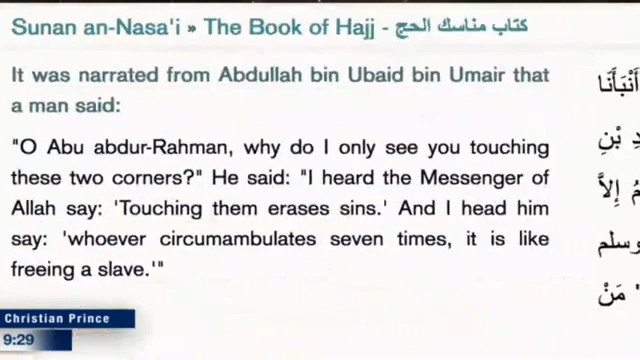 Sunan an-Nasa'i » The Book of Hajj - كتاب مناسك الحج
It was narrated from Abdullah bin Ubaid bin Umair that
a man said:
"O Abu abdur-Rahman, why do I only see you touching
these two corners?" He said: "I heard the Messenger of
Allah say: 'Touching them erases sins.' And I head him
say: 'whoever circumambulates seven times, it is like
freeing a slave.'"
أَنْبَأَنَا
دِ بْنِ
مُ إِلاَّ
وسلم
" مَنْ
Christian Prince
9:29